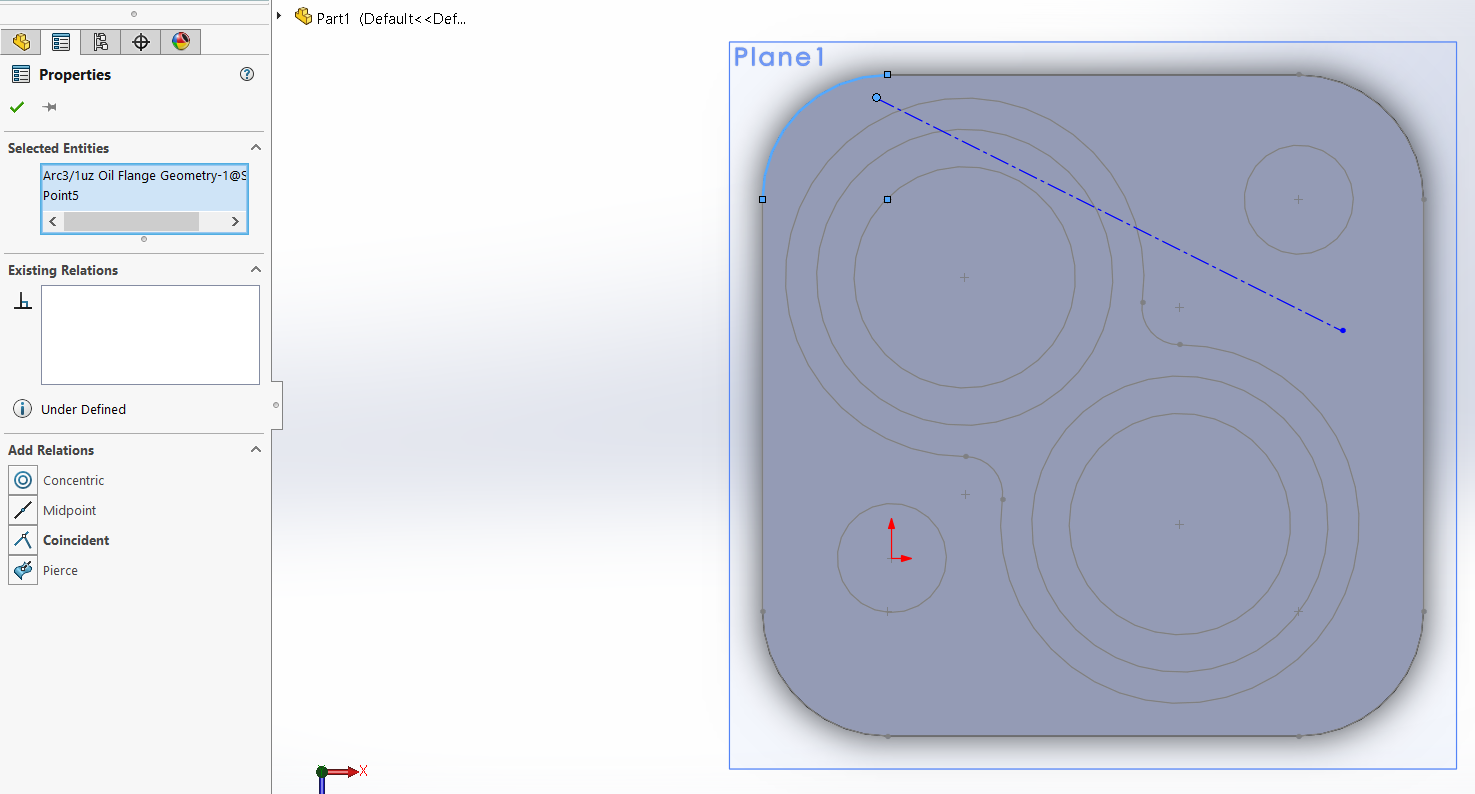 Part1 (Default<<Def...
Properties
Selected Entities
Arc3/1uz Oil Flange Geometry-1@S
Point5
Existing Relations
Under Defined
Add Relations
Concentric
Midpoint
Coincident
Pierce
Plane1
X